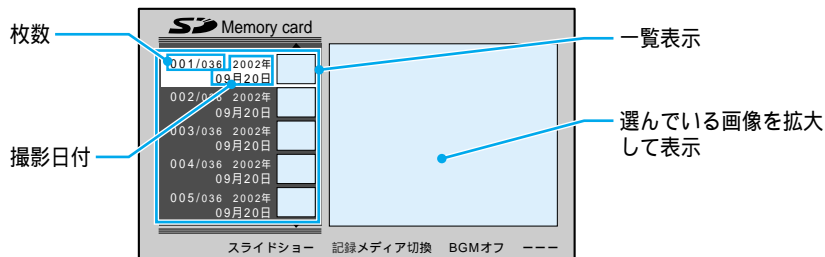 枚数
撮影日付
SD Memory card
001/036 2002年
09月20日
002/036 2002年
09月20日
003/036 2002年
09月20日
004/036 2002年
09月20日
005/036 2002年
09月20日
一覧表示
選んでいる画像を拡大
して表示
スライドショー 記録メディア切換 BGMオフ ーーー